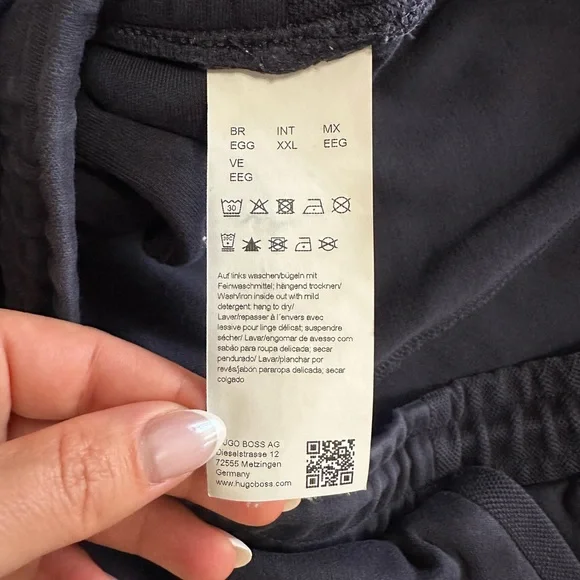 BR INT MX
EGG XXL EEG
VE
EEG
30
Auf links waschen/bügeln mit
Feinwaschmittel; hängend trocknen/
Wash/iron inside out with mild
detergent; hang to dry/
Laver/repasser à l'envers avec
lessive pour linge délicat; suspendre
sécher/ Lavar/engomar de avesso com
sabão para roupa delicada; secar
pendurado/ Lavar/planchar por
revés/jabón pararopa delicada; secar
colgado
HUGO BOSS AG
Dieselstrasse 12
72555 Metzingen
Germany
www.hugoboss.com